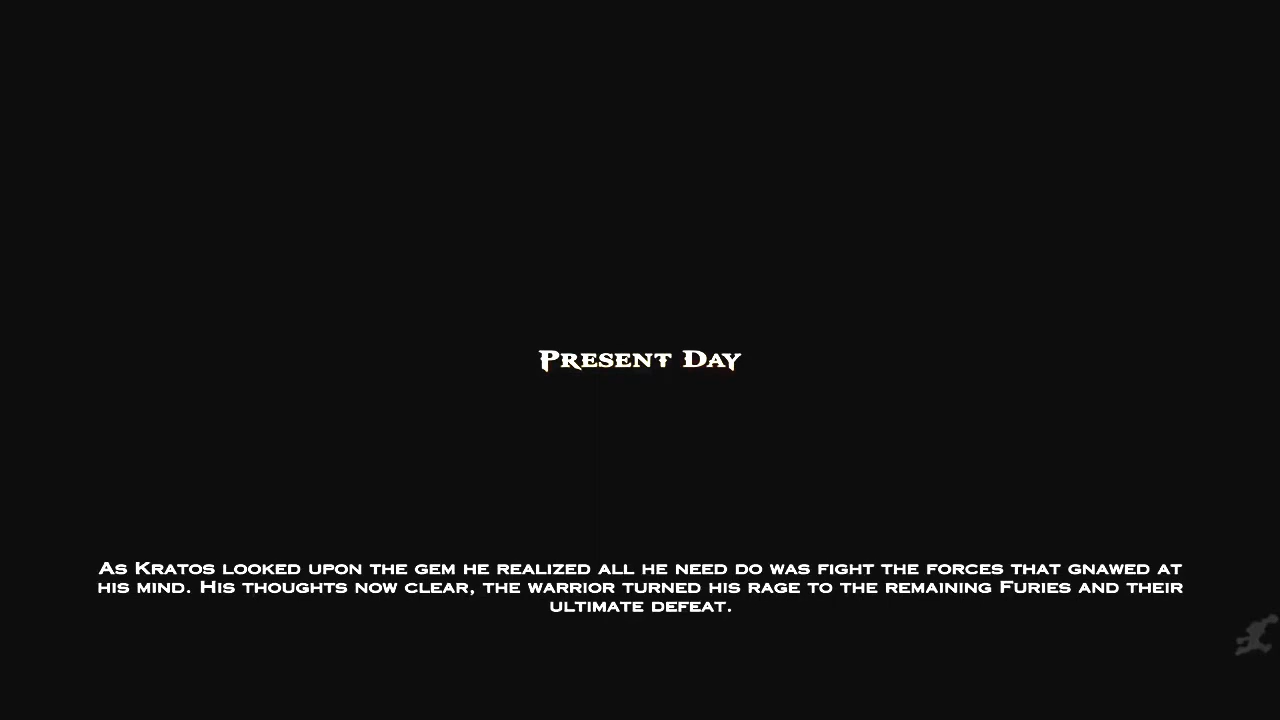 Present Day
As Kratos looked upon the gem he realized all he need do was fight the forces that gnawed at
his mind. His thoughts now clear, the warrior turned his rage to the remaining Furies and their
ultimate defeat.